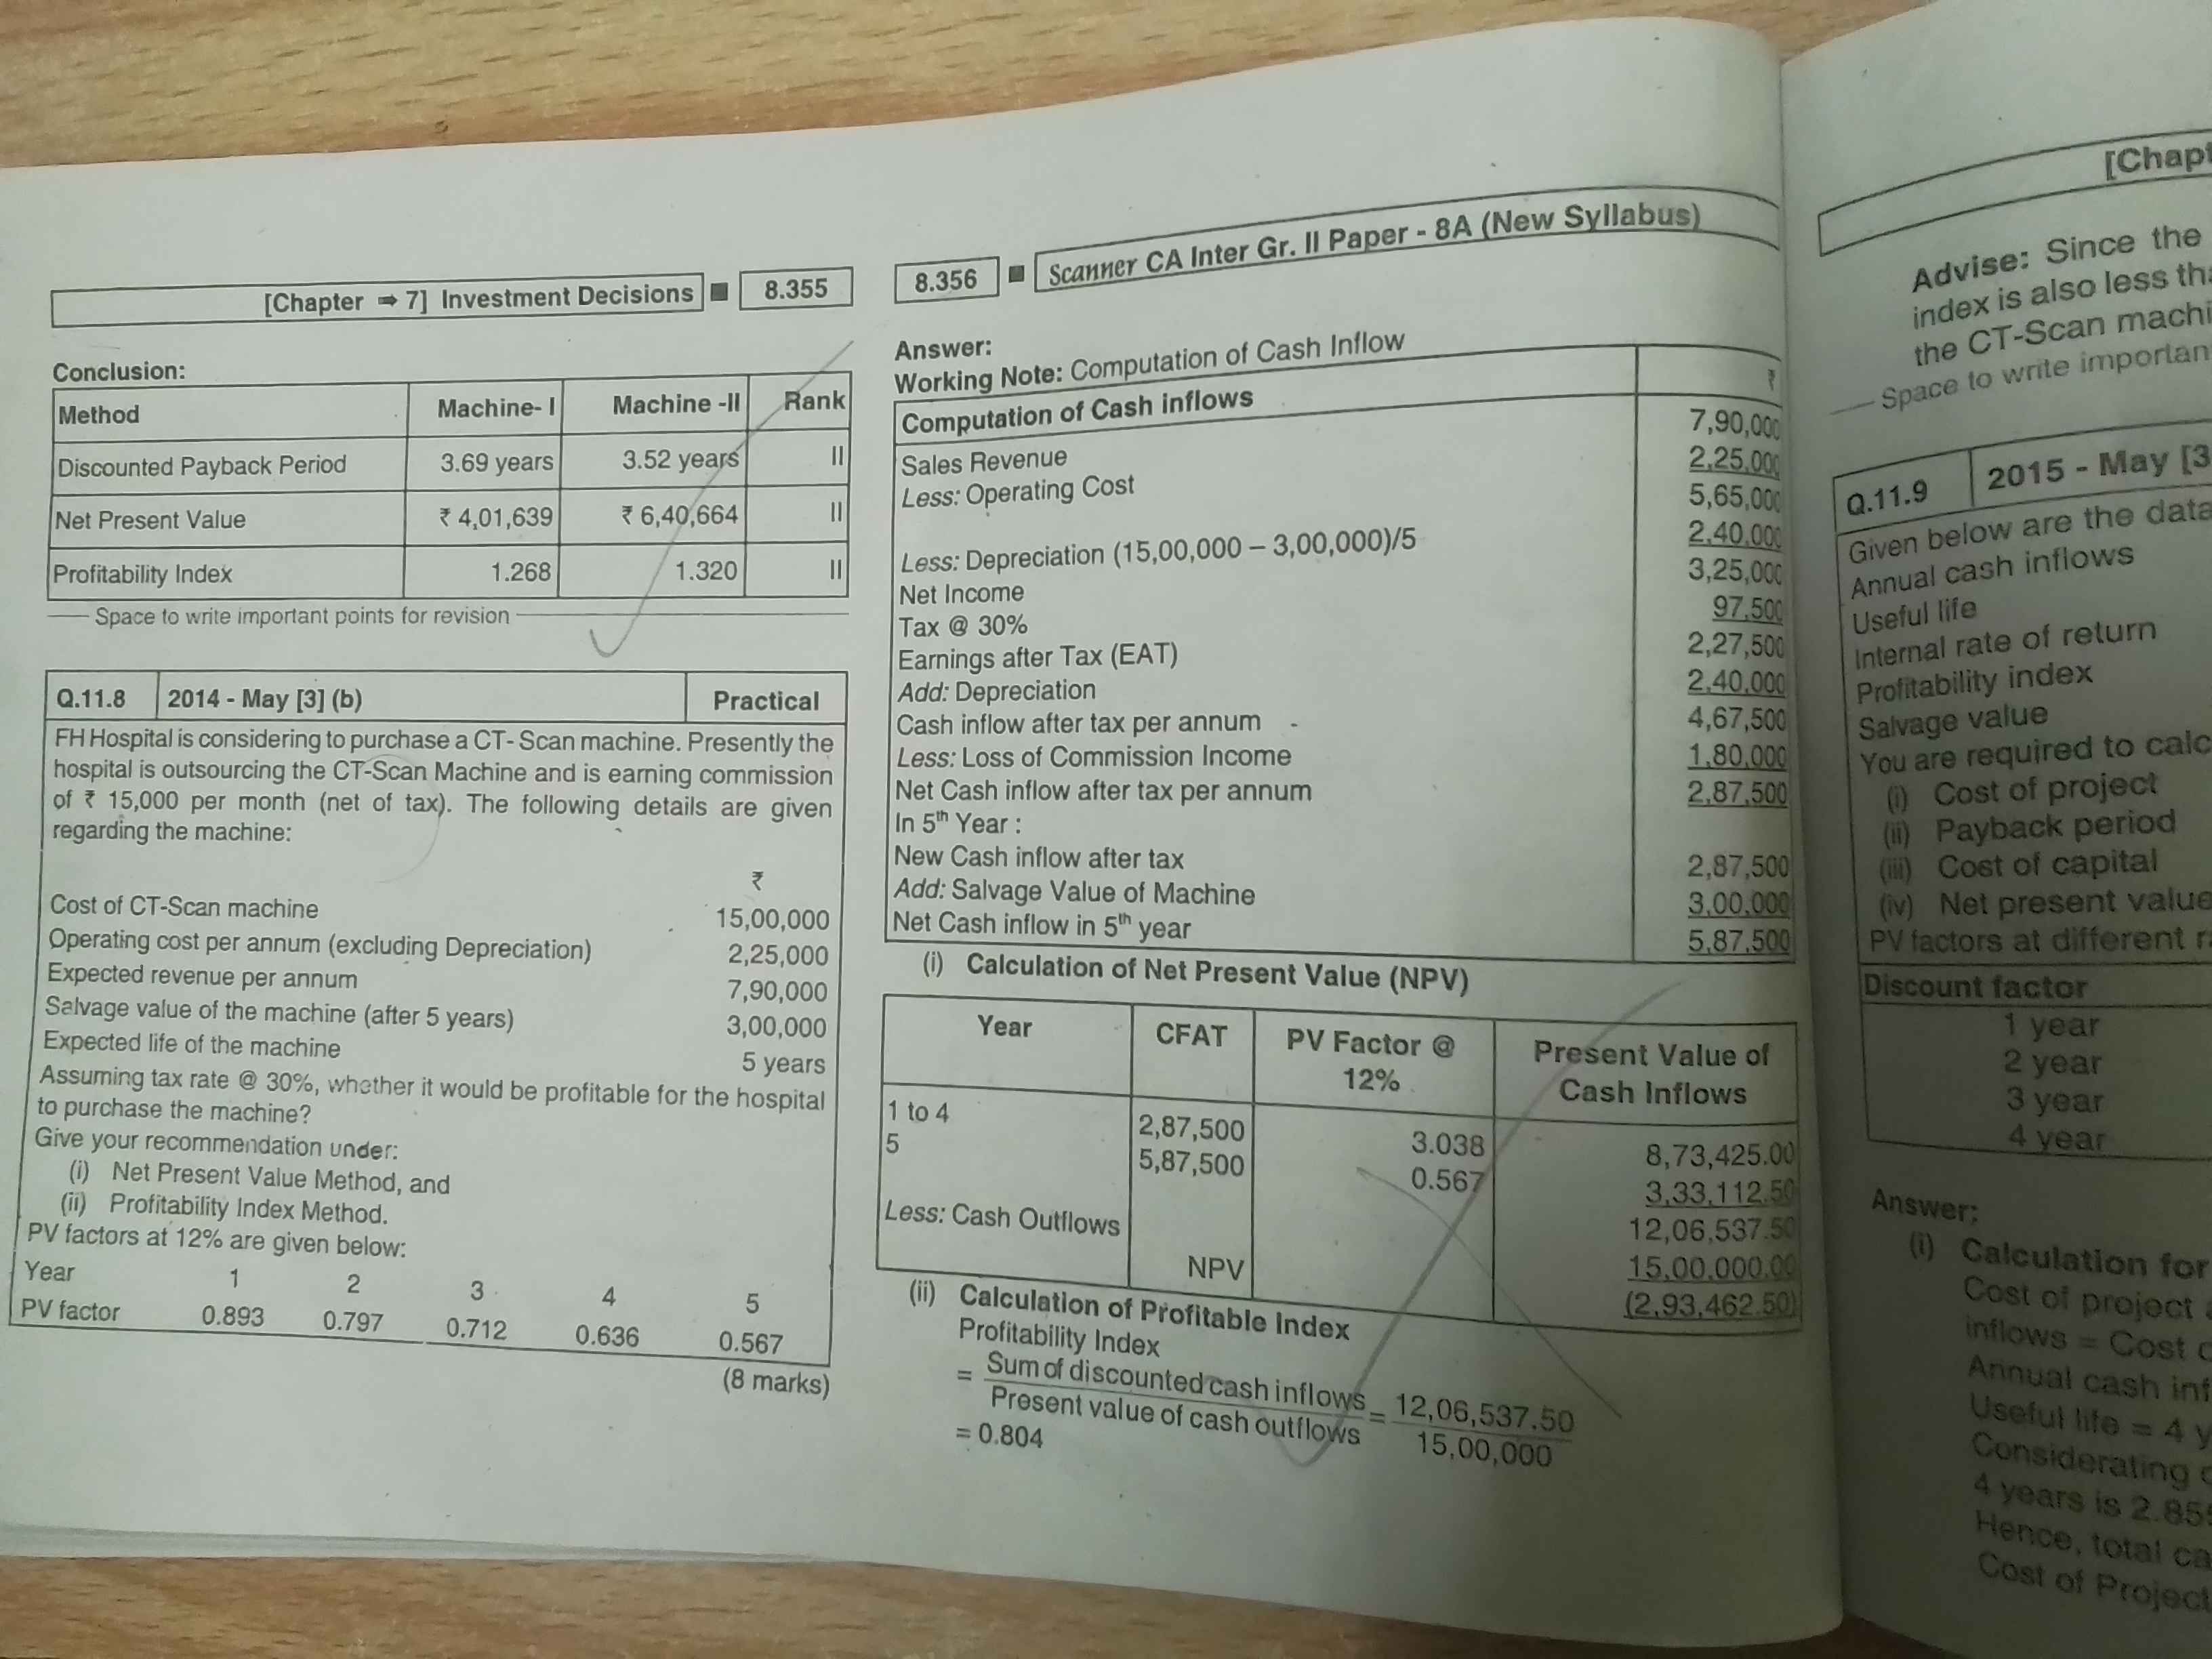 [Chapter ➡ 7] Investment Decisions ■ 8.355
Conclusion:
Method Machine- I Machine -II Rank
Discounted Payback Period 3.69 years 3.52 years II
Net Present Value ₹ 4,01,639 ₹ 6,40,664 II
Profitability Index 1.268 1.320 II
Space to write important points for revision
Q.11.8 2014 - May [3] (b) Practical
FH Hospital is considering to purchase a CT- Scan machine. Presently the
hospital is outsourcing the CT-Scan Machine and is earning commission
of ₹ 15,000 per month (net of tax). The following details are given
regarding the machine:
₹
Cost of CT-Scan machine 15,00,000
Operating cost per annum (excluding Depreciation) 2,25,000
Expected revenue per annum 7,90,000
Salvage value of the machine (after 5 years) 3,00,000
Expected life of the machine 5 years
Assuming tax rate @ 30%, whether it would be profitable for the hospital
to purchase the machine?
Give your recommendation under:
(i) Net Present Value Method, and
(ii) Profitability Index Method.
PV factors at 12% are given below:
Year 1 2 3 4 5
PV factor 0.893 0.797 0.712 0.636 0.567
(8 marks)
8.356 ■ Scanner CA Inter Gr. II Paper - 8A (New Syllabus)
Answer:
Working Note: Computation of Cash Inflow
Computation of Cash inflows ₹
Sales Revenue 7,90,000
Less: Operating Cost 2,25,000
5,65,000
Less: Depreciation (15,00,000 – 3,00,000)/5 2,40,000
Net Income 3,25,000
Tax @ 30% 97,500
Earnings after Tax (EAT) 2,27,500
Add: Depreciation 2,40,000
Cash inflow after tax per annum 4,67,500
Less: Loss of Commission Income 1,80,000
Net Cash inflow after tax per annum 2,87,500
In 5th Year :
New Cash inflow after tax 2,87,500
Add: Salvage Value of Machine 3,00,000
Net Cash inflow in 5th year 5,87,500
(i) Calculation of Net Present Value (NPV)
Year CFAT PV Factor @ Present Value of
12% Cash Inflows
1 to 4 2,87,500 3.038 8,73,425.00
5 5,87,500 0.567 3,33,112.50
12,06,537.50
Less: Cash Outflows 15,00,000.00
NPV (2,93,462.50)
(ii) Calculation of Profitable Index
Profitability Index
= Sum of discounted cash inflows / Present value of cash outflows = 12,06,537.50 / 15,00,000
= 0.804
[Chapt
Advise: Since the
index is also less tha
the CT-Scan machi
Space to write importan
Q.11.9 2015 - May [3
Given below are the data
Annual cash inflows
Useful life
Internal rate of return
Profitability index
Salvage value
You are required to calc
(i) Cost of project
(ii) Payback period
(iii) Cost of capital
(iv) Net present value
PV factors at different ra
Discount factor
1 year
2 year
3 year
4 year
Answer:
(i) Calculation for
Cost of project
inflows = Cost o
Annual cash inf
Useful life = 4 y
Considerating
4 years is 2.855
Hence, total ca
Cost of Project